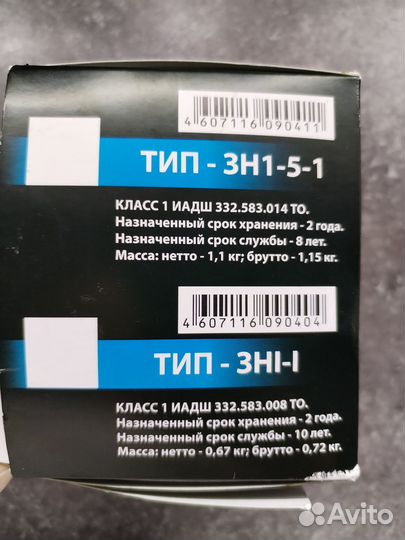 4 607116 090411
ТИП - ЗН1-5-1
КЛАСС 1 ИАДШ 332.583.014 ТО.
Назначенный срок хранения - 2 года.
Назначенный срок службы - 8 лет.
Масса: нетто - 1,1 кг; брутто - 1,15 кг.
4 607116 090404
ТИП - ЗНІ-І
КЛАСС 1 ИАДШ 332.583.008 ТО.
Назначенный срок хранения - 2 года.
Назначенный срок службы - 10 лет.
Масса: нетто - 0,67 кг; брутто - 0,72 кг.
Avito